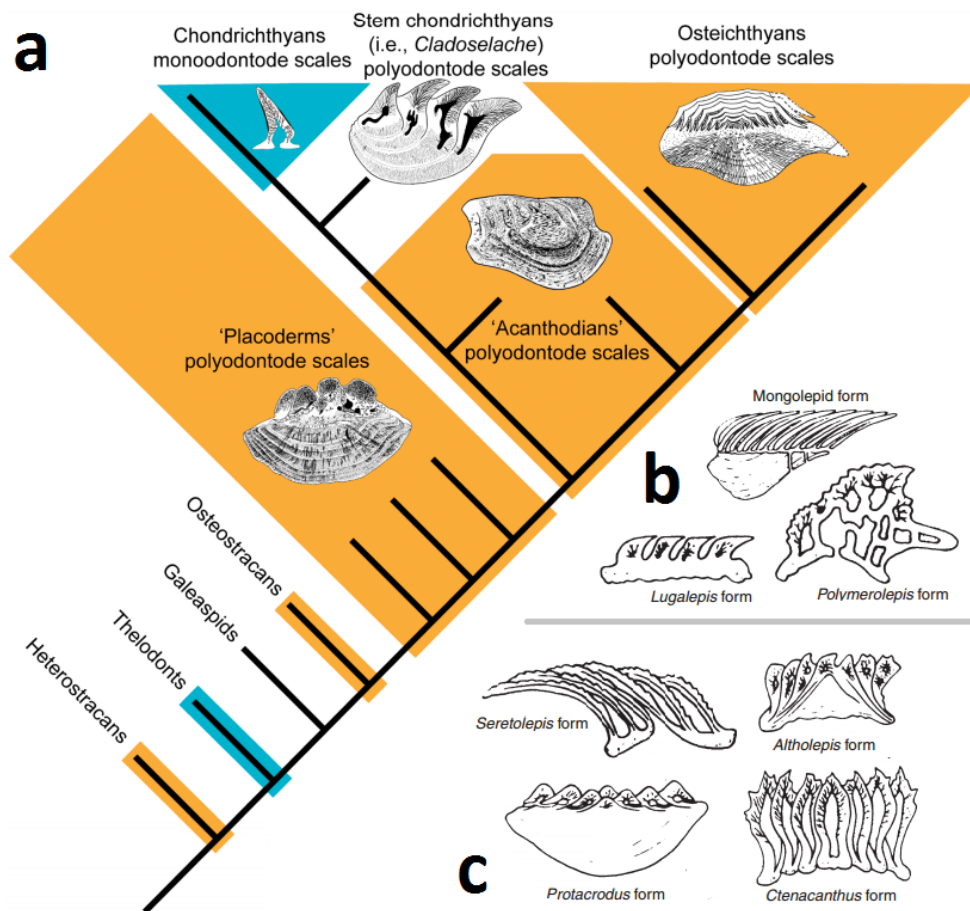 a
Chondrichthyans
monoodontode scales
Stem chondrichthyans
(i.e., Cladoselache)
polyodontode scales
Osteichthyans
polyodontode scales
'Placoderms'
polyodontode scales
'Acanthodians'
polyodontode scales
Osteostracans
Galeaspids
Thelodonts
Heterostracans
b
Mongolepid form
Lugalepis form
Polymerolepis form
Seretolepis form
Altholepis form
c
Protacrodus form
Ctenacanthus form